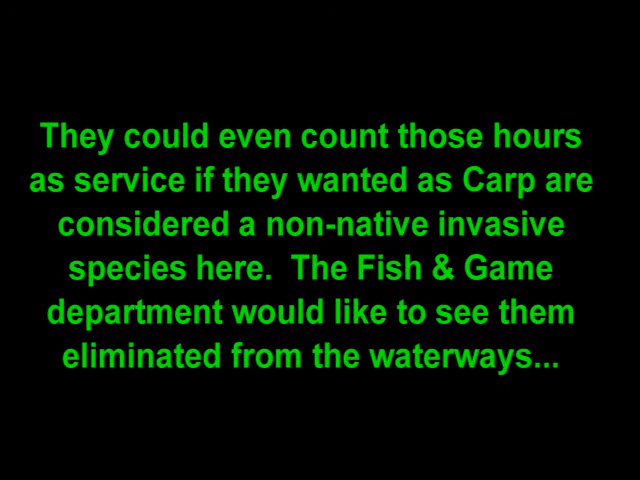 They could even count those hours
as service if they wanted as Carp are
considered a non-native invasive
species here.  The Fish & Game
department would like to see them
eliminated from the waterways...